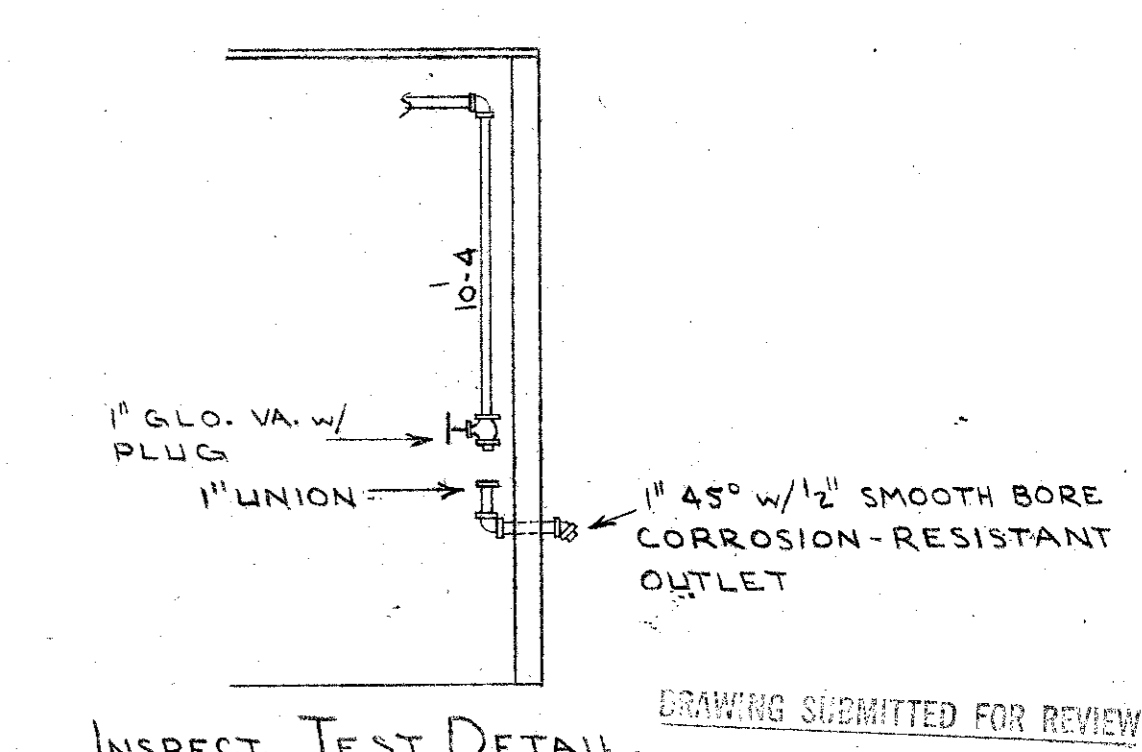 10-4
1" GLO. VA. w/
PLUG
1" UNION
1" 45° w/ 1/2" SMOOTH BORE
CORROSION-RESISTANT
OUTLET
DRAWING SUBMITTED FOR REVIEW
INSPECT. TEST DETAIL